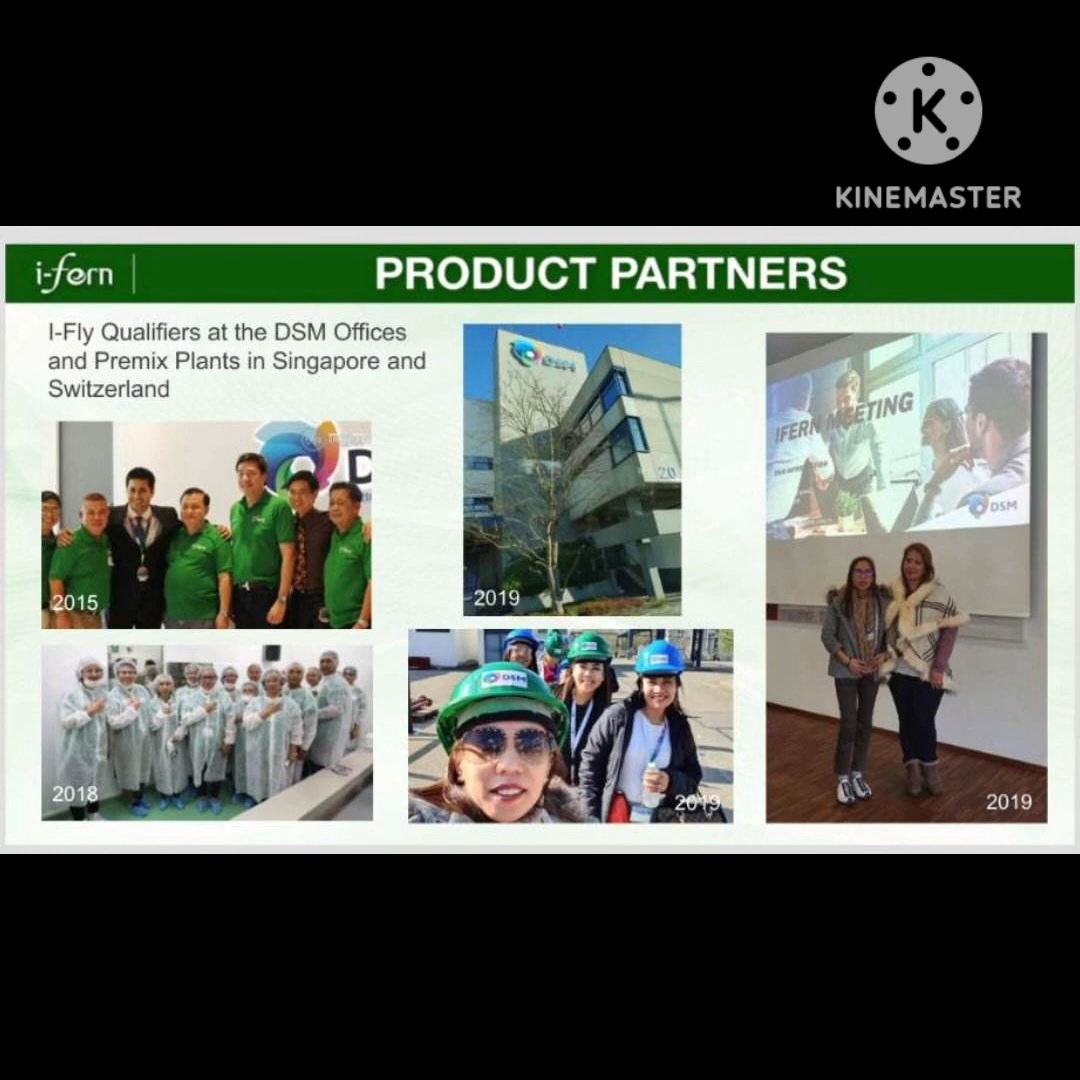 KINEMASTER
i-fern
PRODUCT PARTNERS
I-Fly Qualifiers at the DSM Offices
and Premix Plants in Singapore and
Switzerland
2015
2018
DSM
2019
DSM
2019
IFERN MEETING
DSM
2019